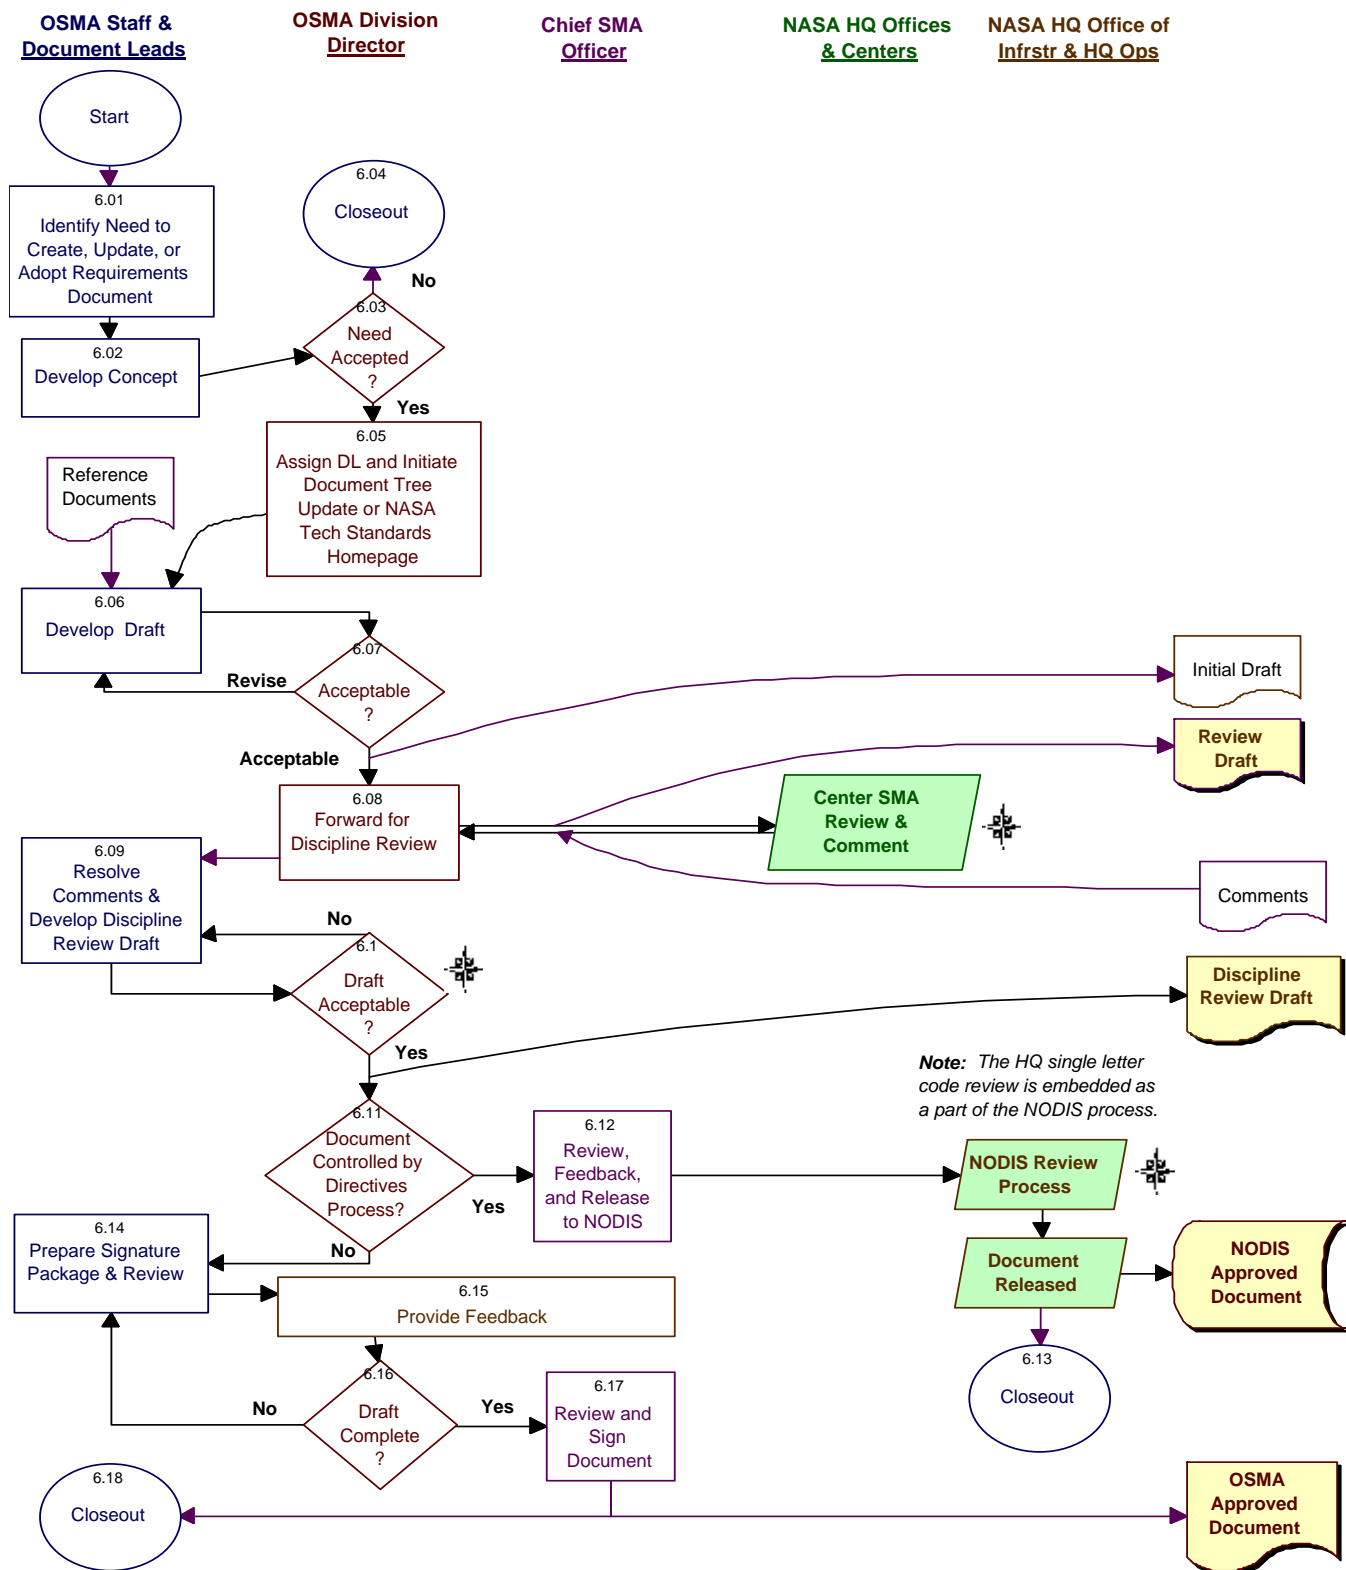 OSMA Staff &
Document Leads
OSMA Division
Director
Chief SMA
Officer
NASA HQ Offices
& Centers
NASA HQ Office of
Infrstr & HQ Ops
Start
6.01
Identify Need to
Create, Update, or
Adopt Requirements
Document
6.04
Closeout
No
6.03
Need
Accepted
?
6.02
Develop Concept
Yes
6.05
Assign DL and Initiate
Document Tree
Update or NASA
Tech Standards
Homepage
Reference
Documents
6.06
Develop Draft
6.07
Acceptable
?
Revise
Acceptable
Initial Draft
Review
Draft
6.08
Forward for
Discipline Review
Center SMA
Review &
Comment
Comments
6.09
Resolve
Comments &
Develop Discipline
Review Draft
No
6.1
Draft
Acceptable
?
Yes
Discipline
Review Draft
Note: The HQ single letter
code review is embedded as
a part of the NODIS process.
6.11
Document
Controlled by
Directives
Process?
Yes
No
6.12
Review,
Feedback,
and Release
to NODIS
NODIS Review
Process
Document
Released
NODIS
Approved
Document
6.13
Closeout
6.14
Prepare Signature
Package & Review
6.15
Provide Feedback
6.16
Draft
Complete
?
No
Yes
6.17
Review and
Sign
Document
6.18
Closeout
OSMA
Approved
Document